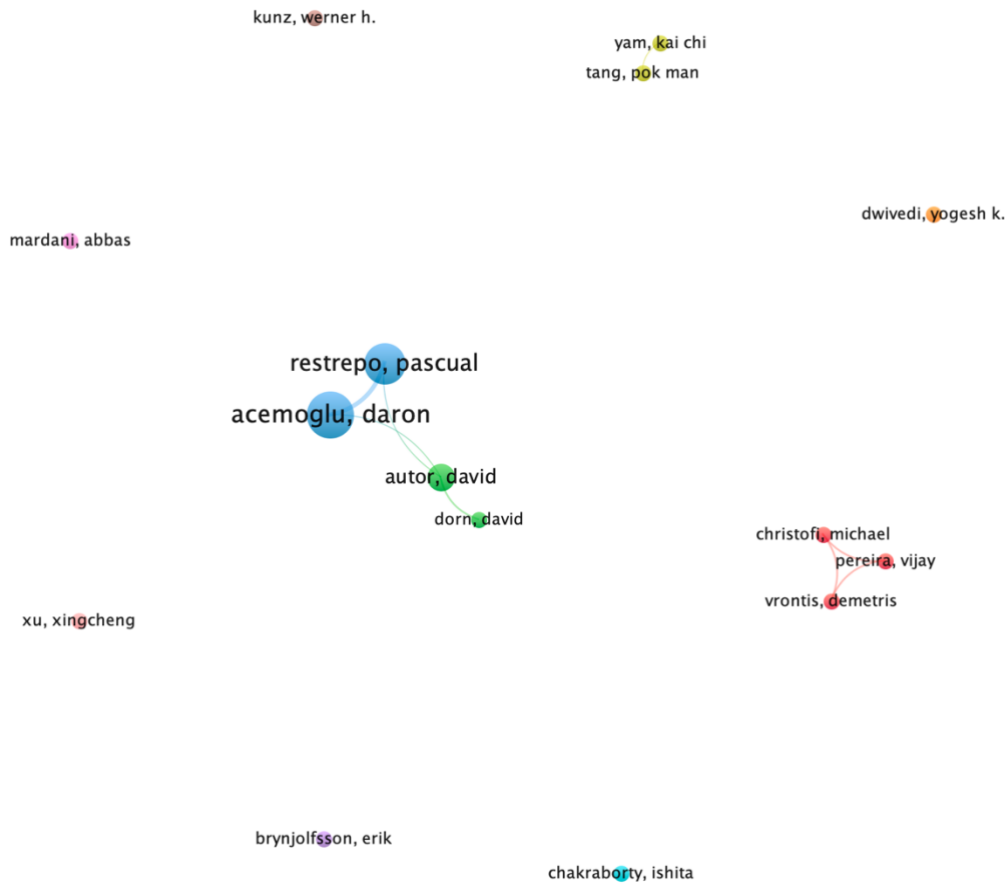 kunz, werner h.
yam, kai chi
tang, pok man
dwivedi, yogesh k.
mardani, abbas
restrepo, pascual
acemoglu, daron
autor, david
dorn, david
christofi, michael
pereira, vijay
vrontis, demetris
xu, xingcheng
brynjolfsson, erik
chakraborty, ishita